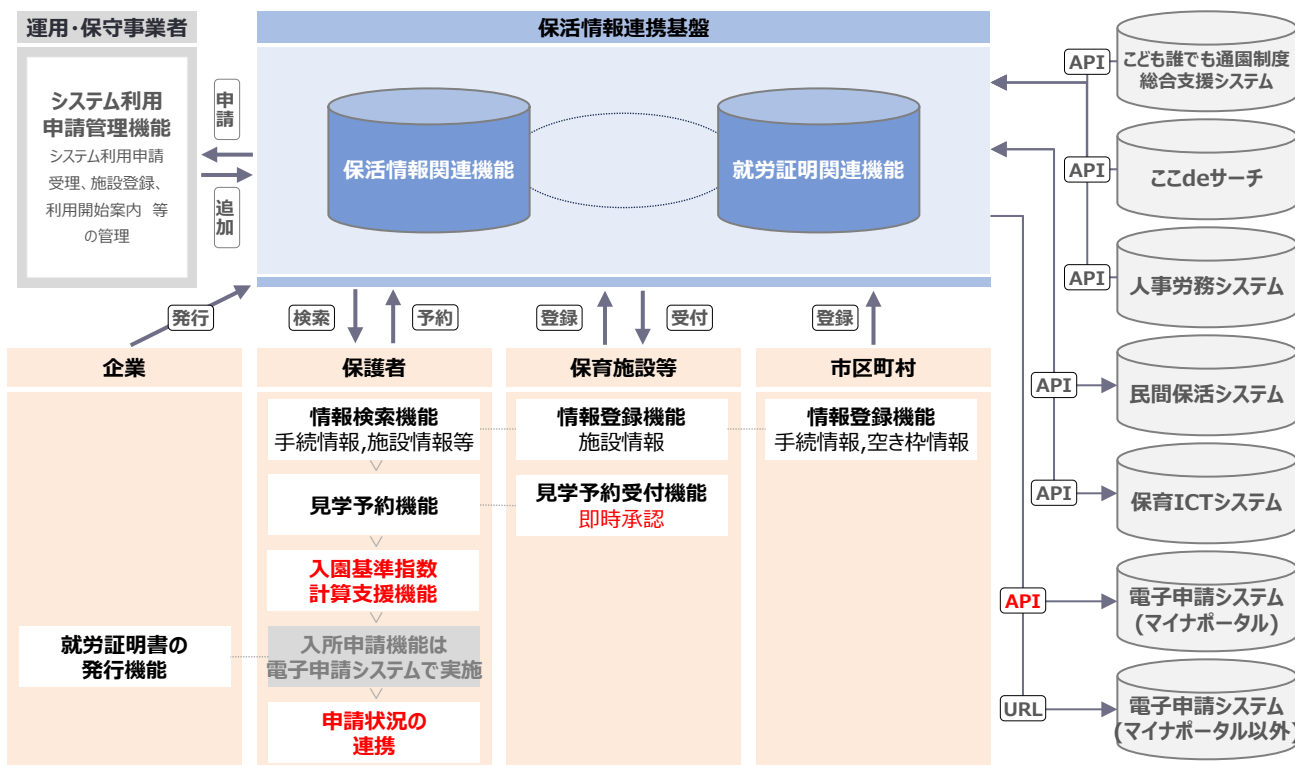 運用・保守事業者
システム利用
申請管理機能
システム利用申請
受理、施設登録、
利用開始案内 等
の管理
申請
追加
保活情報連携基盤
保活情報関連機能
就労証明関連機能
発行
検索
予約
登録
受付
登録
企業
就労証明書の
発行機能
保護者
情報検索機能
手続情報,施設情報等
見学予約機能
入園基準指数
計算支援機能
入所申請機能は
電子申請システムで実施
申請状況の
連携
保育施設等
情報登録機能
施設情報
見学予約受付機能
即時承認
市区町村
情報登録機能
手続情報,空き枠情報
API
こども誰でも通園制度
総合支援システム
API
ここdeサーチ
API
人事労務システム
API
民間保活システム
API
保育ICTシステム
API
電子申請システム
(マイナポータル)
URL
電子申請システム
(マイナポータル以外)